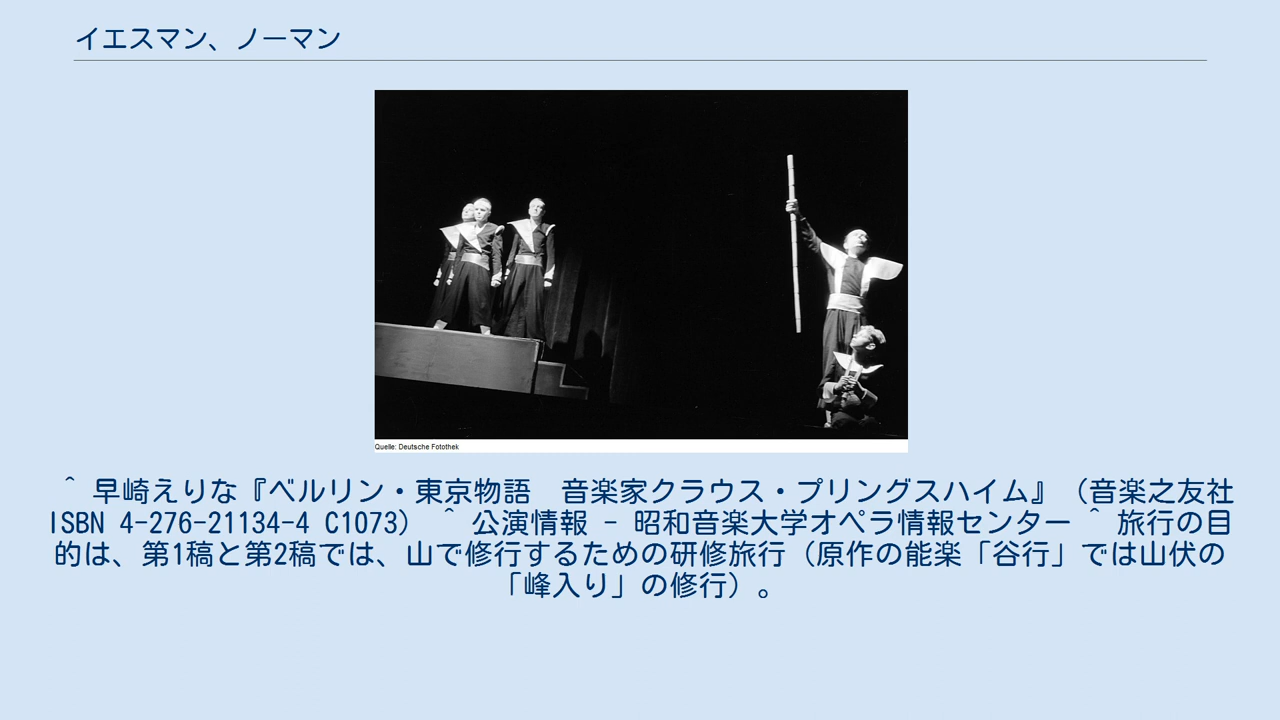 イエスマン、ノーマン
Quelle: Deutsche Fotothek
＾ 早崎えりな『ベルリン・東京物語　音楽家クラウス・プリングスハイム』（音楽之友社
ISBN 4-276-21134-4 C1073） ＾ 公演情報 - 昭和音楽大学オペラ情報センター ＾ 旅行の目
的は、第1稿と第2稿では、山で修行するための研修旅行（原作の能楽「谷行」では山伏の
「峰入り」の修行）。